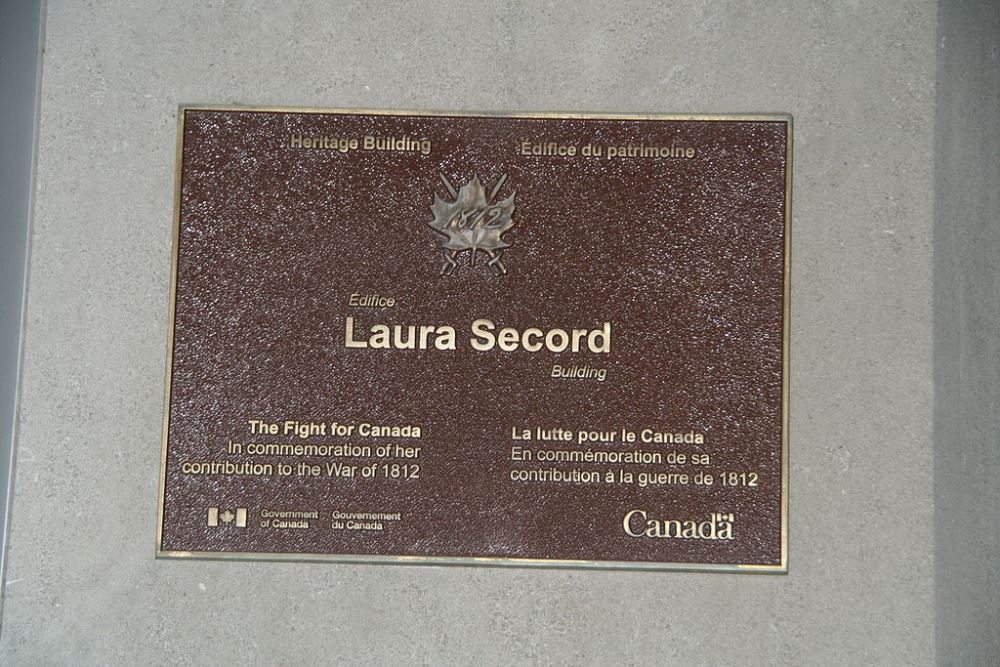 Heritage Building
Édifice du patrimoine
1812
Édifice
Laura Secord
Building
The Fight for Canada
In commemoration of her
contribution to the War of 1812
La lutte pour le Canada
En commémoration de sa
contribution à la guerre de 1812
Government
of Canada
Gouvernement
du Canada
Canada